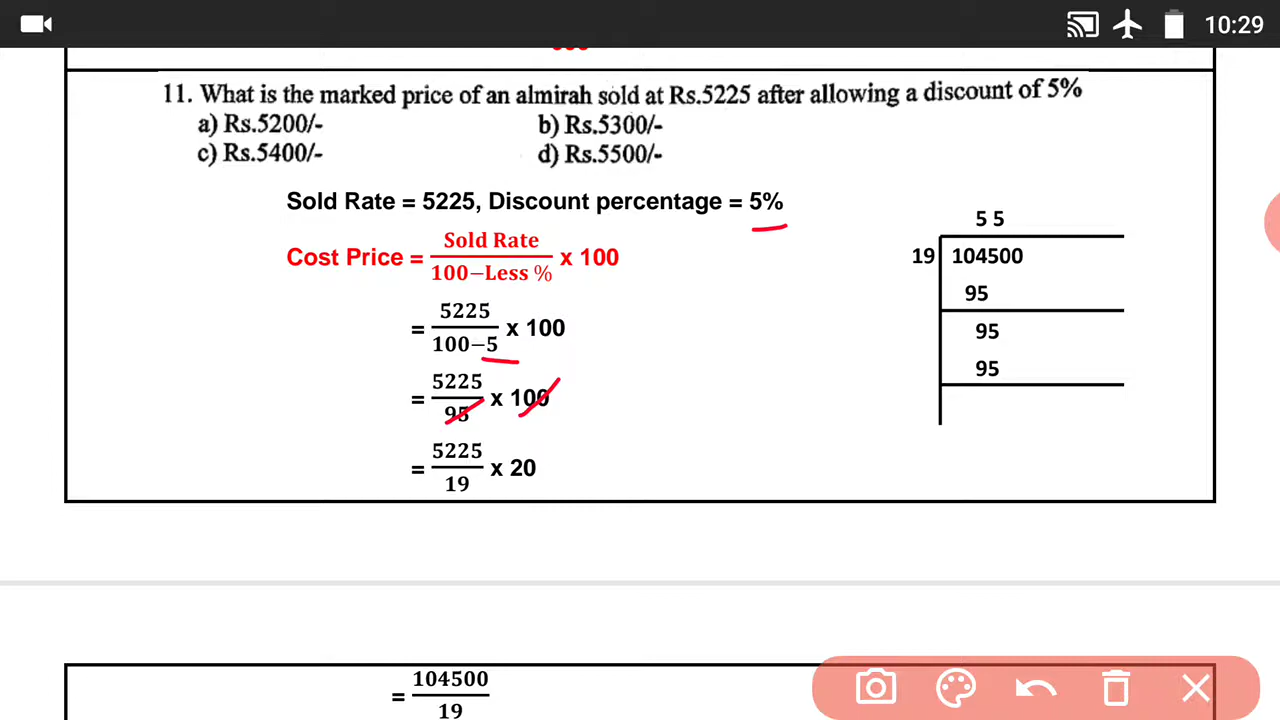 10:29
11. What is the marked price of an almirah sold at Rs.5225 after allowing a discount of 5%
a) Rs.5200/- b) Rs.5300/-
c) Rs.5400/- d) Rs.5500/-
Sold Rate = 5225, Discount percentage = 5%
Cost Price = Sold Rate / 100−Less % x 100
= 5225 / 100−5 x 100
= 5225 / 95 x 100
= 5225 / 19 x 20
5 5
19 104500
95
95
95
= 104500 / 19